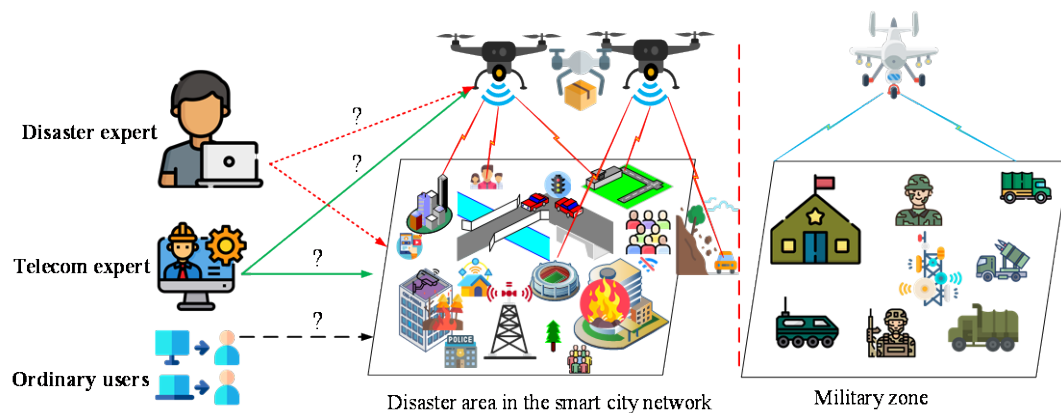 Disaster expert
?
?
Telecom expert
?
?
Ordinary users
POLICE
Disaster area in the smart city network
Military zone